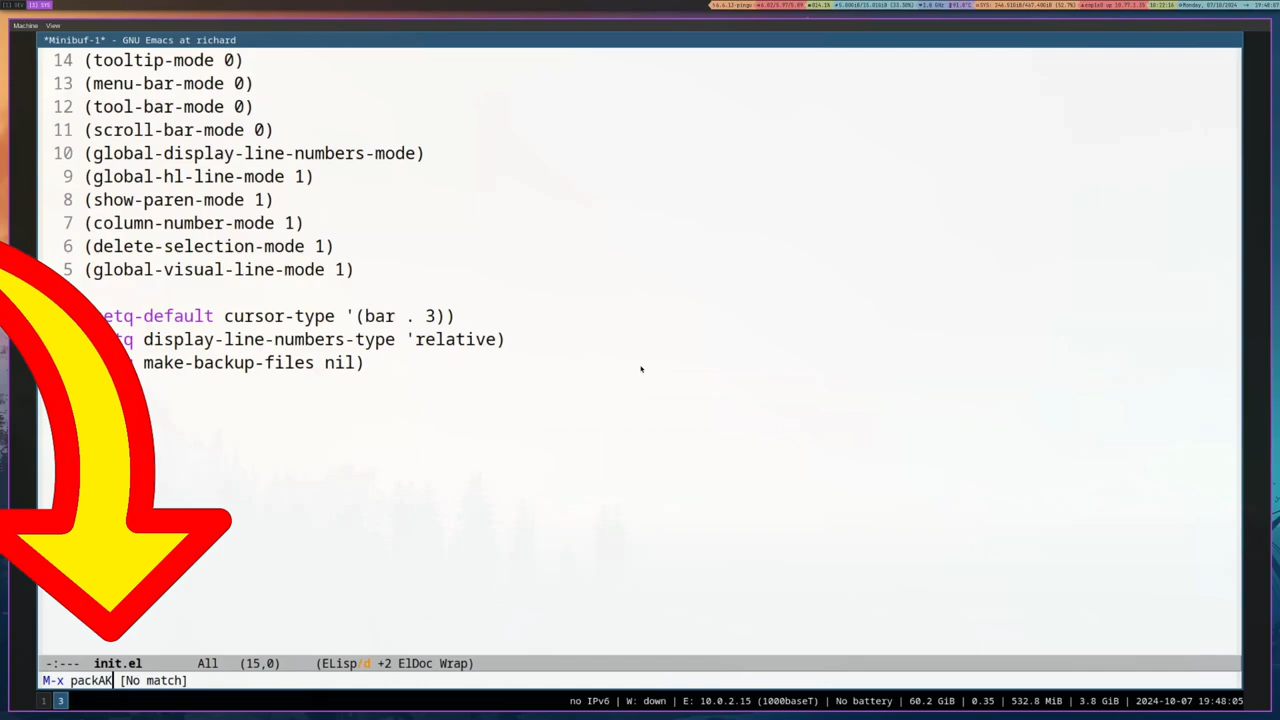 Machine View
*Minibuf-1* - GNU Emacs at richard
14 (tooltip-mode 0)
13 (menu-bar-mode 0)
12 (tool-bar-mode 0)
11 (scroll-bar-mode 0)
10 (global-display-line-numbers-mode)
9 (global-hl-line-mode 1)
8 (show-paren-mode 1)
7 (column-number-mode 1)
6 (delete-selection-mode 1)
5 (global-visual-line-mode 1)
etq-default cursor-type '(bar . 3))
tq display-line-numbers-type 'relative)
make-backup-files nil)
-:--- init.el All (15,0) (ELisp/d +2 ElDoc Wrap)
M-x packAK [No match]
1 3 no IPv6 | W: down | E: 10.0.2.15 (1000baseT) | No battery | 60.2 GiB | 0.35 | 532.8 MiB | 3.8 GiB | 2024-10-07 19:48:05